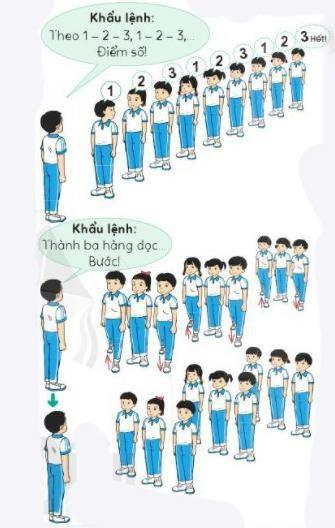 Khẩu lệnh:
Theo 1 – 2 – 3, 1 – 2 – 3,...
Điểm số!
1 2 3 1 2 3 1 2 3 Hết!
Khẩu lệnh:
Thành ba hàng dọc...
Bước!